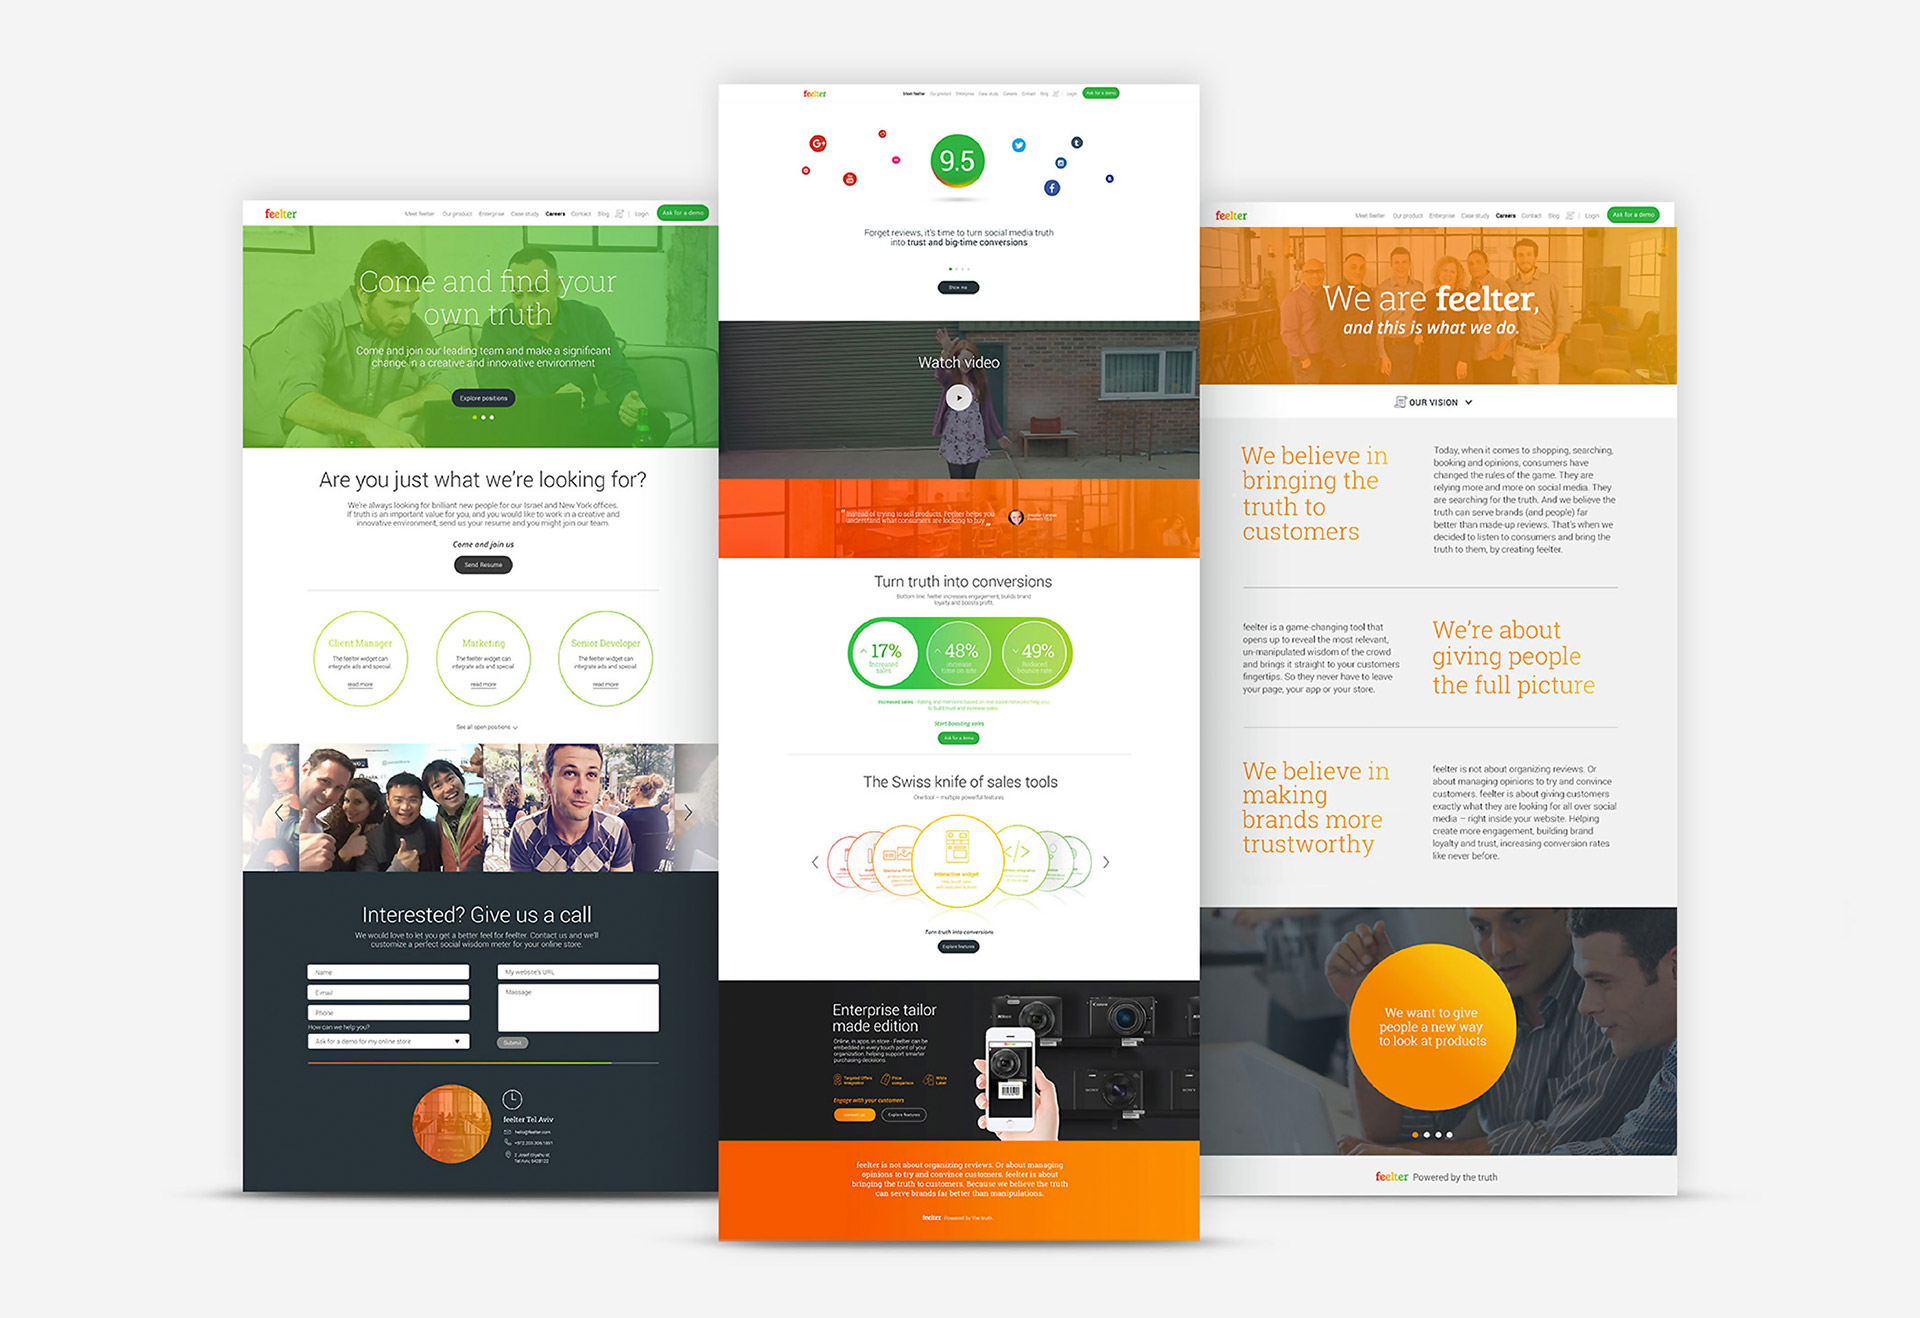 feelter
Meet feelter Our product Enterprise Case study Careers Contact Blog Login Ask for a demo
Come and find your
own truth
Come and join our leading team and make a significant
change in a creative and innovative environment
Explore positions
Are you just what we're looking for?
We're always looking for brilliant new people for our Israel and New York offices.
If truth is an important value for you, and you would like to work in a creative and
innovative environment, send us your resume and you might join our team.
Come and join us
Send Resume
Client Manager
The feelter widget can
integrate ads and special.
read more
Marketing
The feelter widget can
integrate ads and special
read more
Senior Developer
The feelter widget can
integrate ads and special.
read more
See all open positions
Interested? Give us a call
We would love to let you get a better feel for feelter. Contact us and we'll
customize a perfect social wisdom meter for your online store.
Name
E-mail
Phone
How can we help you?
Ask for a demo for my online store
My website's URL
Massage
Submit
feelter Tel Aviv
hello@feelter.com
Tel Aviv,
feelter
Meet feelter Our product Enterprise Case study Careers Contact Blog Login Ask for a demo
G+
You
Tube
9.5
t
f
Forget reviews, it's time to turn social media truth
into trust and big-time conversions
Show me
Watch video
"Instead of trying to sell products, Feelter helps you
understand what consumers are looking to buy"
Turn truth into conversions
Bottom line: feelter increases engagement, builds brand
loyalty and boosts profit.
17%
Increased
sales
48%
increase
time on site
49%
Reduced
bounce rate
Increased sales -
to build trust and increase sales
Start boosting sales
Ask for a demo
The Swiss knife of sales tools
One tool – multiple powerful features
</>
Interactive widget
Turn truth into conversions
Explore features
Enterprise tailor
made edition
Online, in apps, in store - Feelter can be
embedded in every touch point of your
organization, helping support smarter
purchasing decisions.
Targeted Offers
Integration
Price
comparison
White
Label
Engage with your customers
Contact us
Explore features
Canon
SONY
feelter is not about organizing reviews. Or about managing
opinions to try and convince customers. feelter is about
bringing the truth to customers. Because we believe the truth
can serve brands far better than manipulations.
feelter Powered by the truth
feelter
Meet feelter Our product Enterprise Case study Careers Contact Blog Login Ask for a demo
We are feelter,
and this is what we do.
OUR VISION
We believe in
bringing the
truth to
customers
Today, when it comes to shopping, searching,
booking and opinions, consumers have
changed the rules of the game. They are
relying more and more on social media. They
are searching for the truth. And we believe the
truth can serve brands (and people) far
better than made-up reviews. That's when we
decided to listen to consumers and bring the
truth to them, by creating feelter.
feelter is a game-changing tool that
opens up to reveal the most relevant,
un-manipulated wisdom of the crowd
and brings it straight to your customers
fingertips. So they never have to leave
your page, your app or your store.
We're about
giving people
the full picture
We believe in
making
brands more
trustworthy
feelter is not about organizing reviews. Or
about managing opinions to try and convince
customers. feelter is about giving customers
exactly what they are looking for all over social
media – right inside your website. Helping
create more engagement, building brand
loyalty and trust, increasing conversion rates
like never before.
We want to give
people a new way
to look at products
feelter Powered by the truth